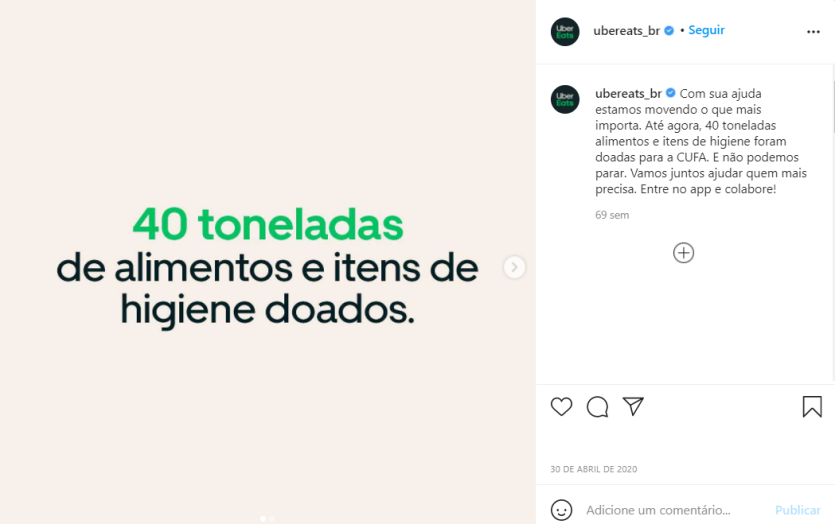 40 toneladas
de alimentos e itens de
higiene doados.
Uber
Eats
ubereats_br • Seguir
Uber
Eats
ubereats_br Com sua ajuda
estamos movendo o que mais
importa. Até agora, 40 toneladas
alimentos e itens de higiene foram
doadas para a CUFA. E não podemos
parar. Vamos juntos ajudar quem mais
precisa. Entre no app e colabore!
69 sem
30 DE ABRIL DE 2020
Adicione um comentário... Publicar